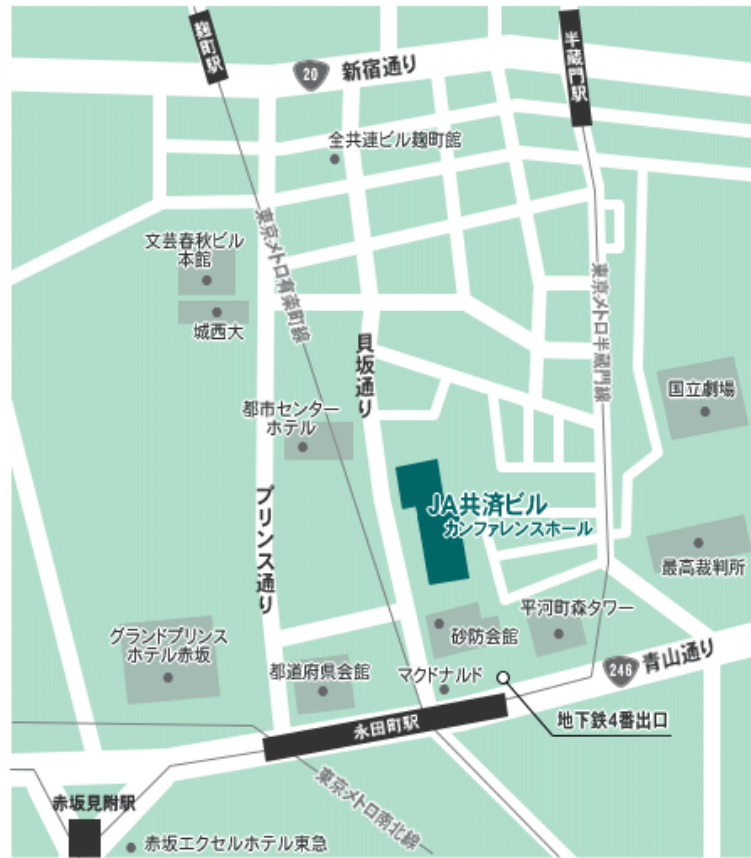 麹町駅
20
新宿通り
半蔵門駅
全共連ビル麹町館
東京メトロ有楽町線
文芸春秋ビル
本館
城西大
東京メトロ半蔵門線
貝坂通り
国立劇場
都市センター
ホテル
プリンス通り
JA共済ビル
カンファレンスホール
最高裁判所
平河町森タワー
砂防会館
グランドプリンス
ホテル赤坂
都道府県会館
マクドナルド
246
青山通り
地下鉄4番出口
永田町駅
東京メトロ南北線
赤坂見附駅
赤坂エクセルホテル東急